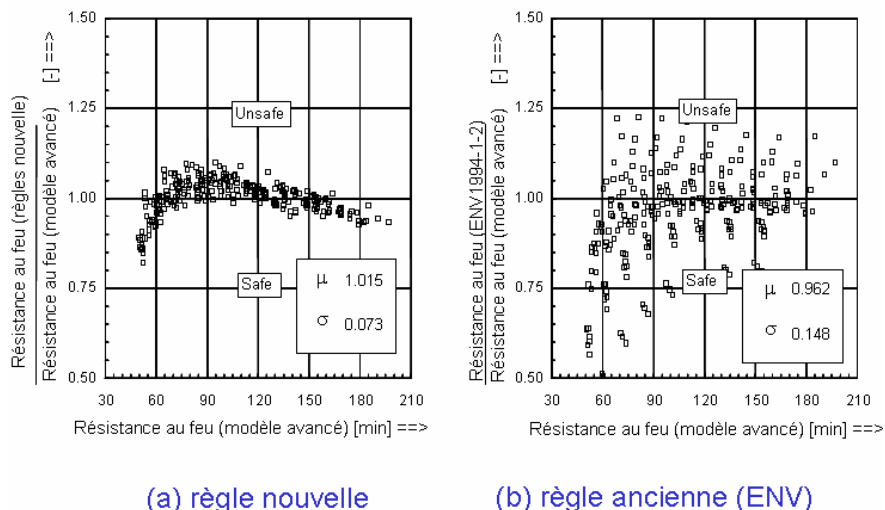 1.50
1.25
1.00
0.75
0.50
30 60 90 120 150 180 210
Résistance au feu (règles nouvelle)
Résistance au feu (modèle avancé)
[-] ==>
Unsafe
Safe
μ 1.015
σ 0.073
Résistance au feu (modèle avancé) [min] ==>
(a) règle nouvelle
1.50
1.25
1.00
0.75
0.50
30 60 90 120 150 180 210
Résistance au feu (ENV1994-1-2)
Résistance au feu (modèle avancé)
[-] ==>
Unsafe
Safe
μ 0.962
σ 0.148
Résistance au feu (modèle avancé) [min] ==>
(b) règle ancienne (ENV)